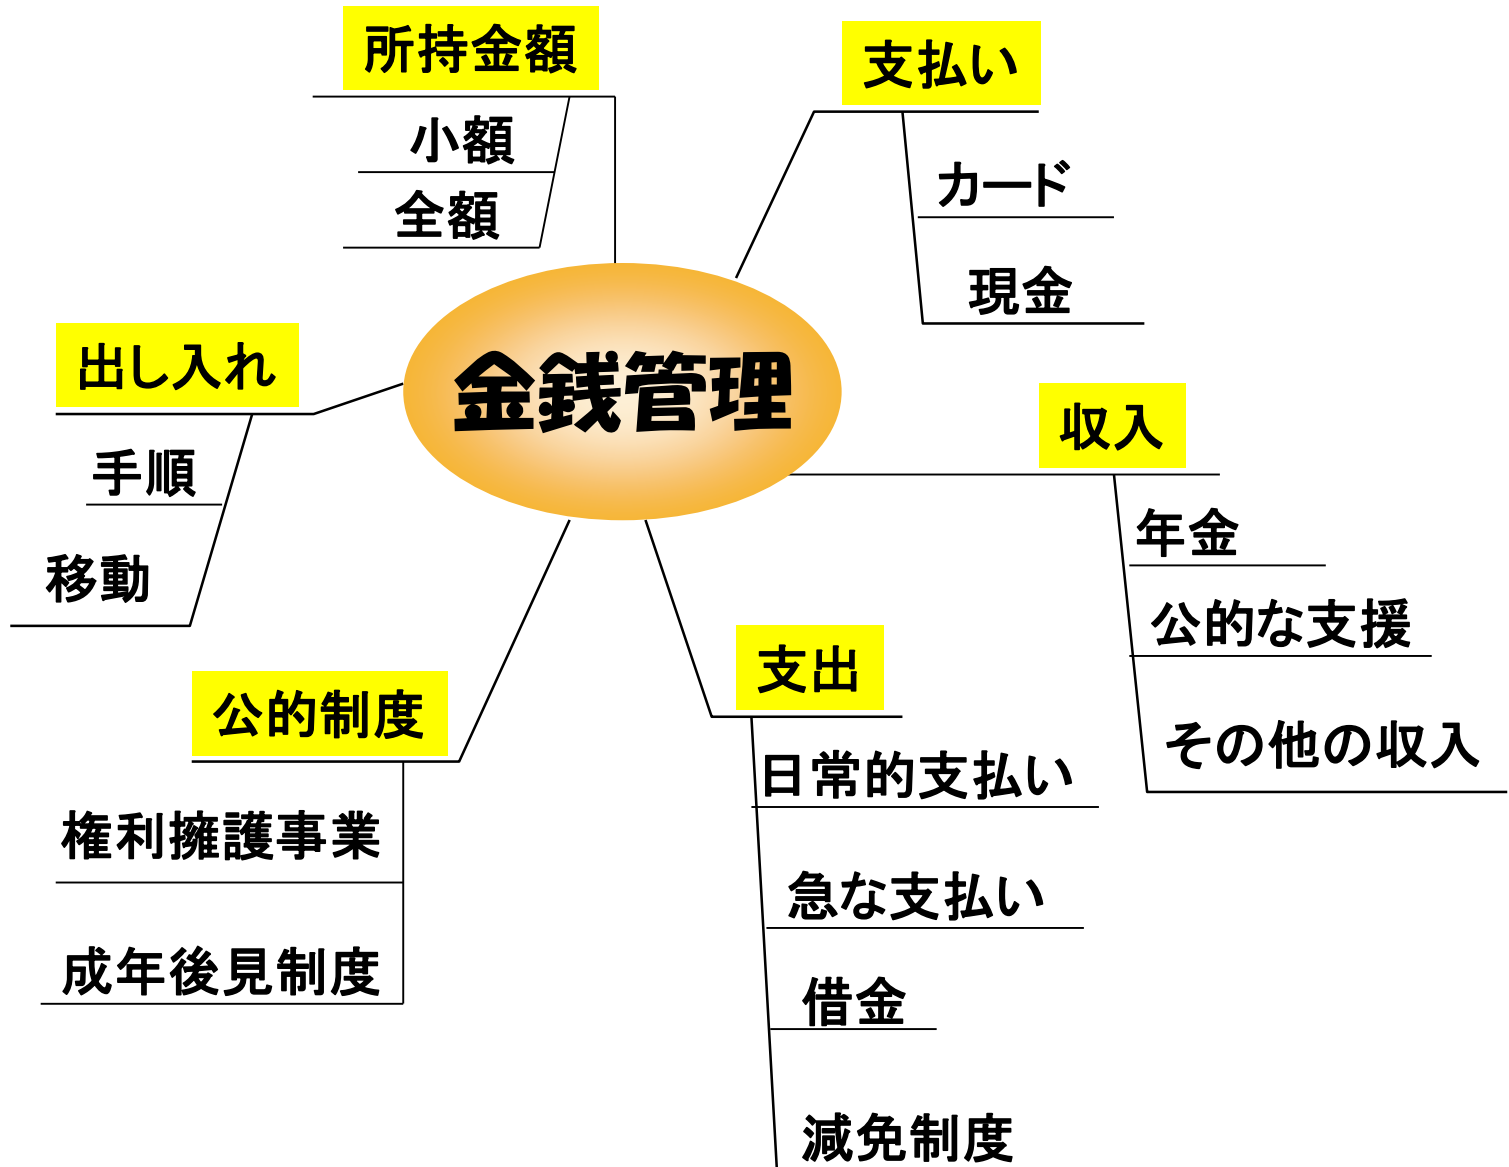 所持金額
小額
全額
支払い
カード
現金
金銭管理
出し入れ
手順
移動
収入
年金
公的な支援
その他の収入
公的制度
権利擁護事業
成年後見制度
支出
日常的支払い
急な支払い
借金
減免制度